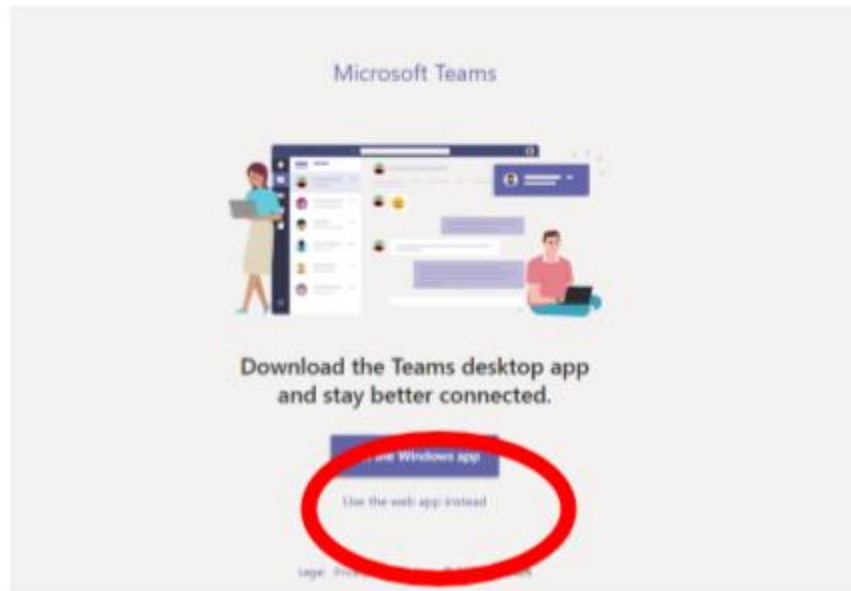 Microsoft Teams
Download the Teams desktop app
and stay better connected.
the Windows app
Use the web app instead
Legal